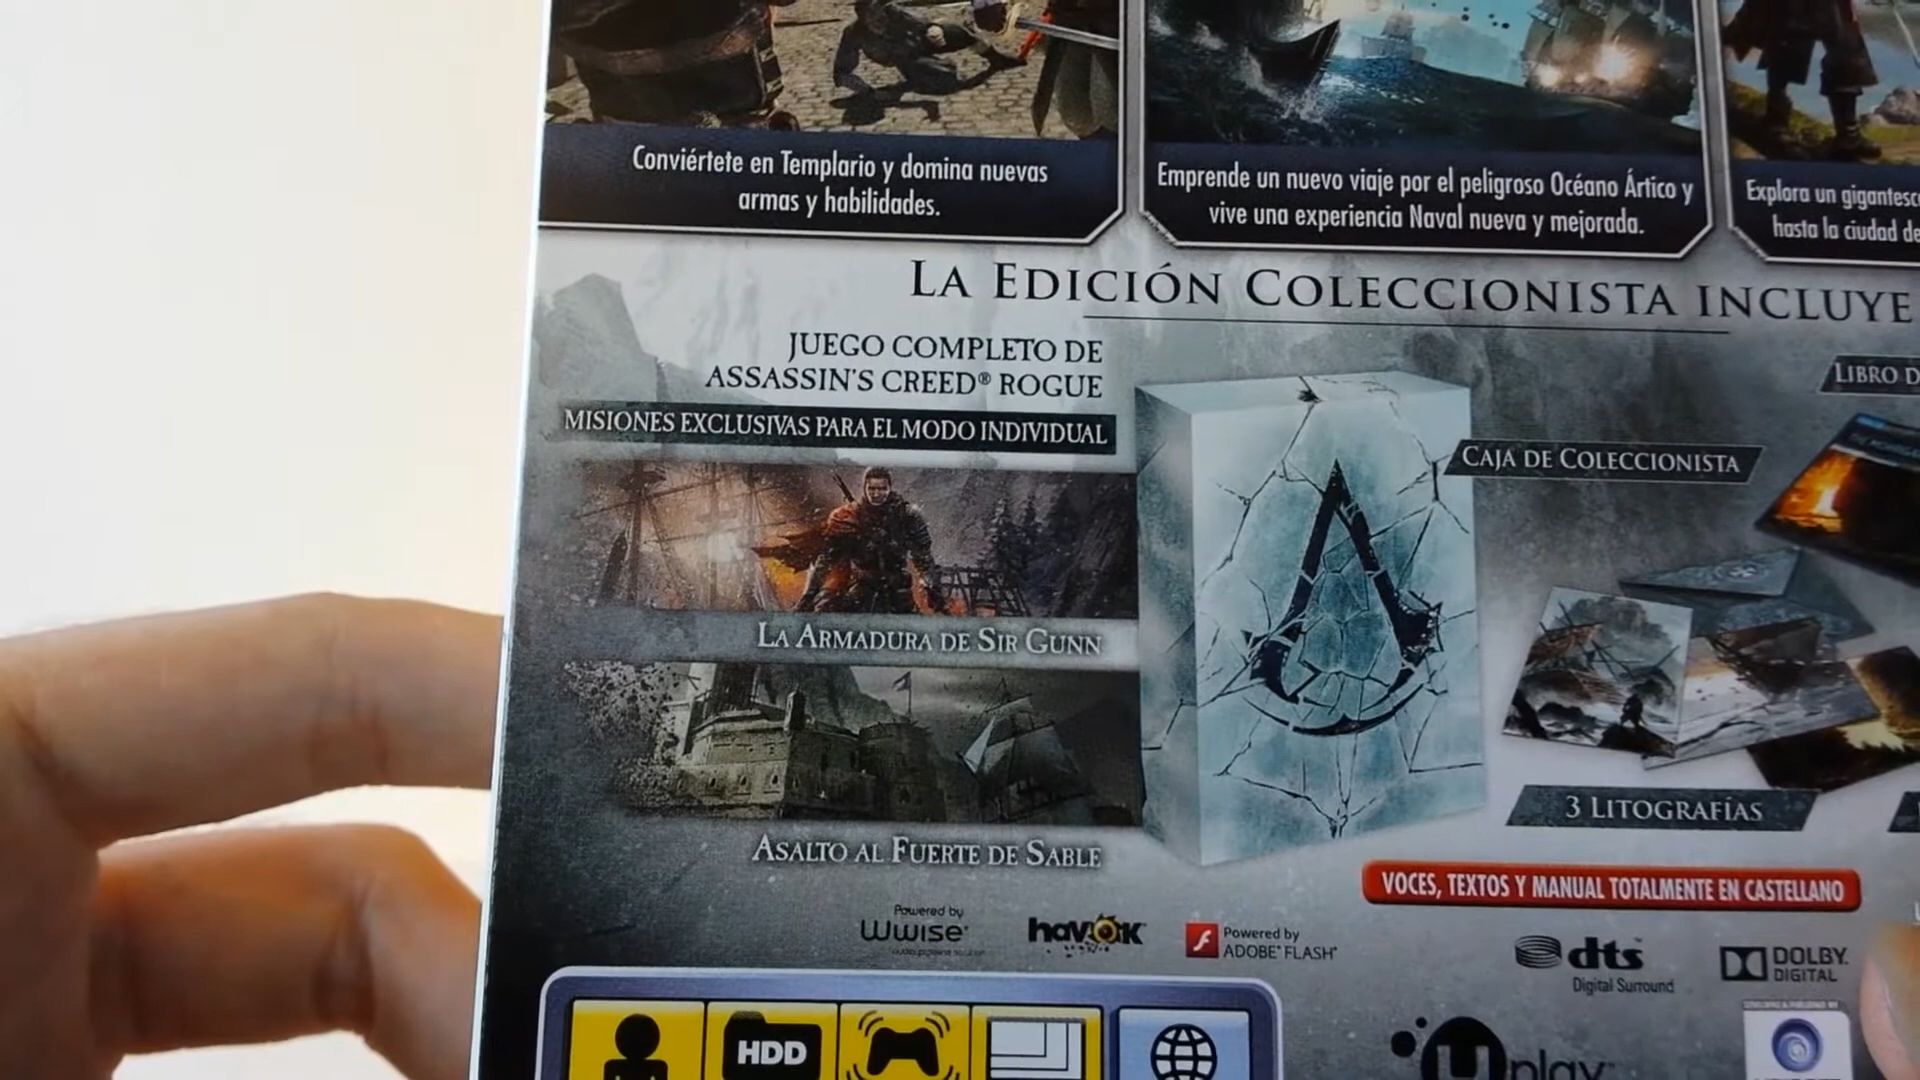 Conviértete en Templario y domina nuevas
armas y habilidades.
Emprende un nuevo viaje por el peligroso Océano Ártico y
vive una experiencia Naval nueva y mejorada.
Explora un gigantesc
hasta la ciudad de
LA EDICIÓN COLECCIONISTA INCLUYE
JUEGO COMPLETO DE
ASSASSIN'S CREED® ROGUE
MISIONES EXCLUSIVAS PARA EL MODO INDIVIDUAL
LA ARMADURA DE SIR GUNN
ASALTO AL FUERTE DE SABLE
LIBRO D
CAJA DE COLECCIONISTA
3 LITOGRAFÍAS
VOCES, TEXTOS Y MANUAL TOTALMENTE EN CASTELLANO
Powered by
Wwise
havok
Powered by
ADOBE® FLASH®
dts
Digital Surround
DOLBY
DIGITAL
HDD
Uplay